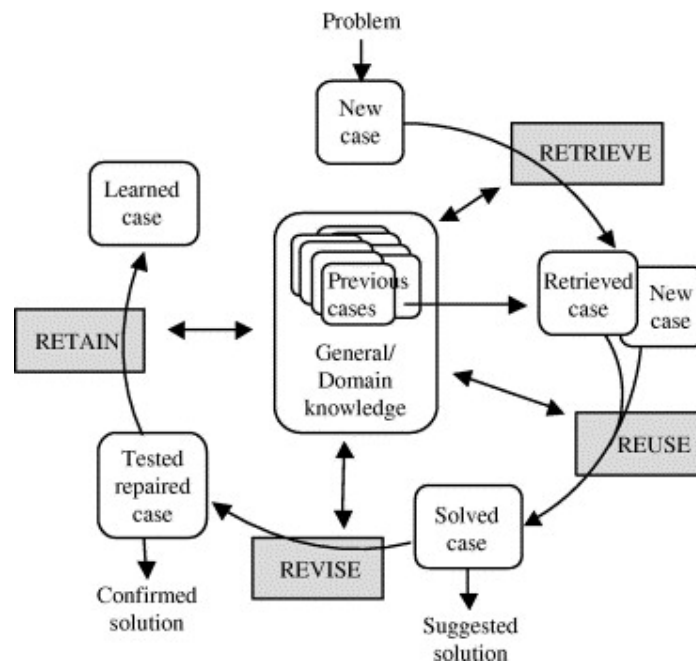 Problem
New
case
RETRIEVE
Learned
case
Previous
cases
Retrieved
case
New
case
RETAIN
General/
Domain
knowledge
REUSE
Tested
repaired
case
Solved
case
REVISE
Confirmed
solution
Suggested
solution